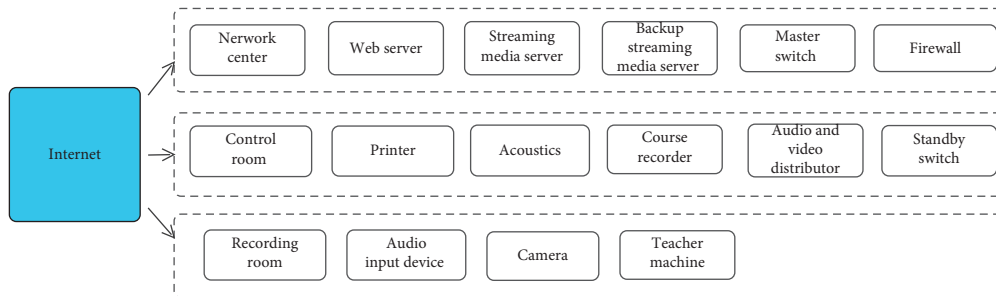 Internet
Nerwork
center
Web server
Streaming
media server
Backup
streaming
media server
Master
switch
Firewall
Control
room
Printer
Acoustics
Course
recorder
Audio and
video
distributor
Standby
switch
Recording
room
Audio
input device
Camera
Teacher
machine